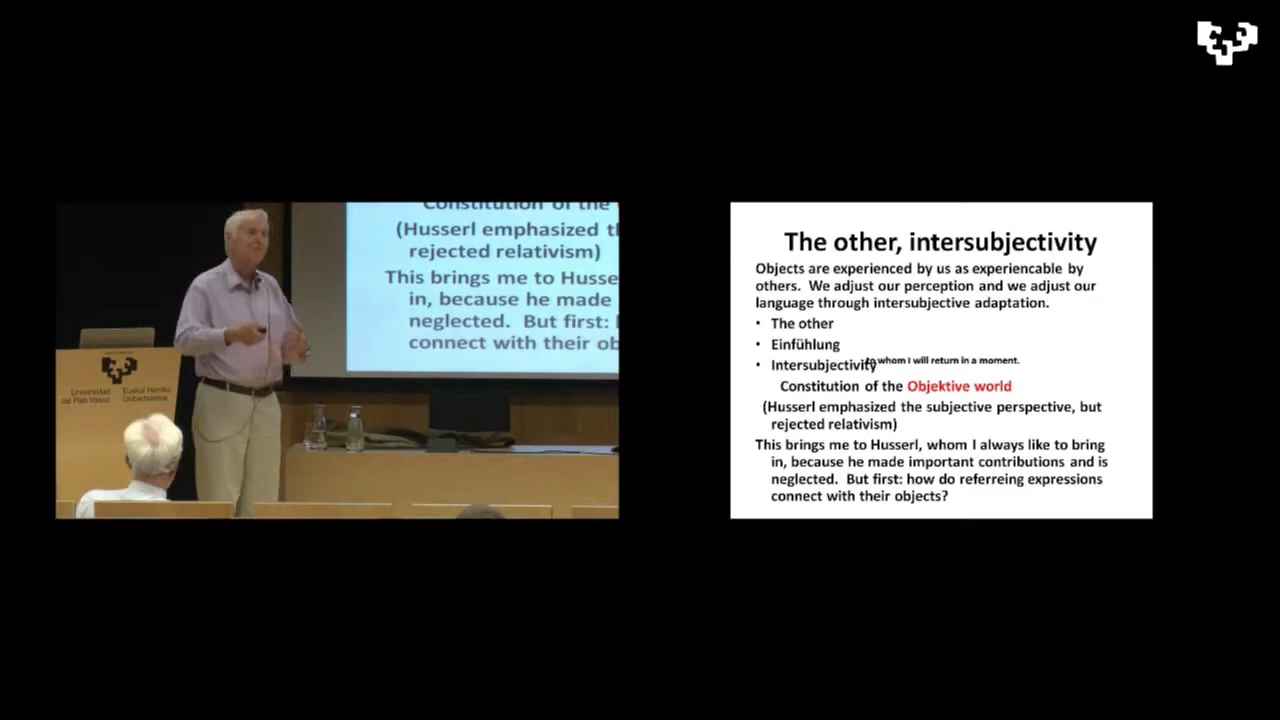 Constitution of the
(Husserl emphasized th
rejected relativism)
This brings me to Husse
in, because he made
neglected. But first:
connect with their ob
Universidad Euskal Herriko
del País Vasco Unibertsitatea
The other, intersubjectivity
Objects are experienced by us as experiencable by
others. We adjust our perception and we adjust our
language through intersubjective adaptation.
• The other
• Einfühlung
• Intersubjectivity
to whom I will return in a moment.
Constitution of the Objektive world
(Husserl emphasized the subjective perspective, but
rejected relativism)
This brings me to Husserl, whom I always like to bring
in, because he made important contributions and is
neglected. But first: how do referreing expressions
connect with their objects?